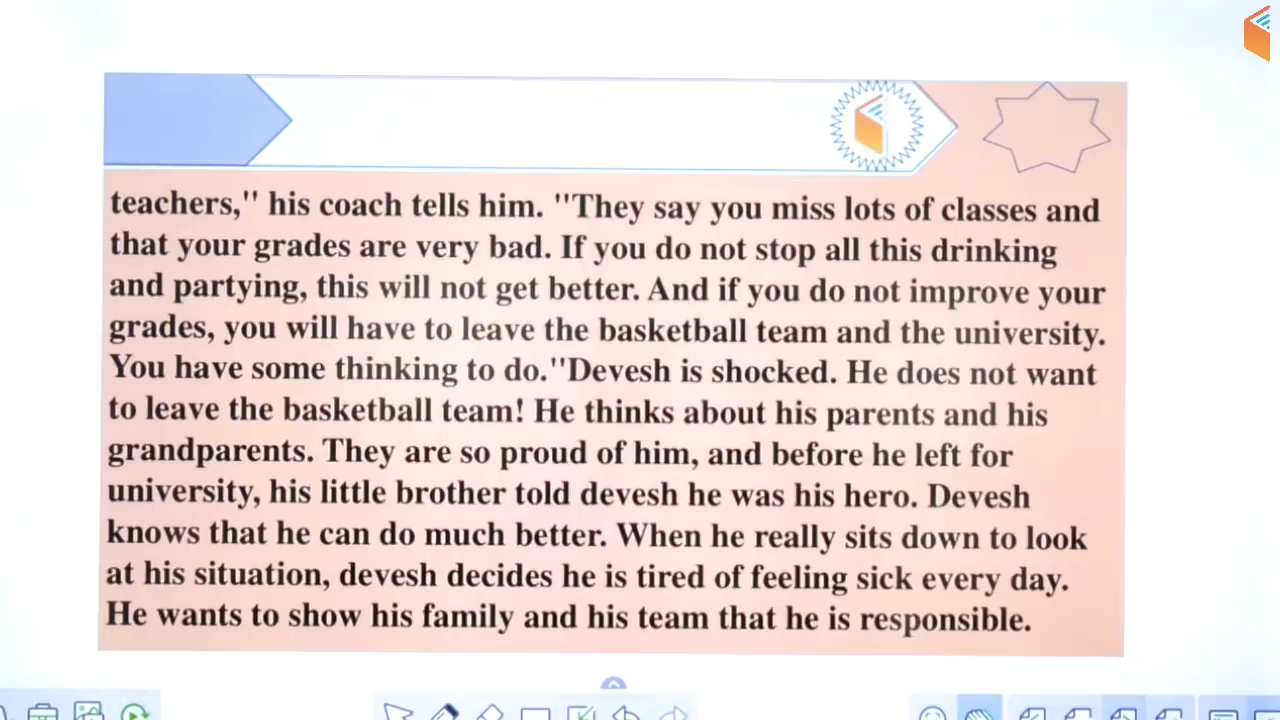 teachers," his coach tells him. "They say you miss lots of classes and
that your grades are very bad. If you do not stop all this drinking
and partying, this will not get better. And if you do not improve your
grades, you will have to leave the basketball team and the university.
You have some thinking to do."Devesh is shocked. He does not want
to leave the basketball team! He thinks about his parents and his
grandparents. They are so proud of him, and before he left for
university, his little brother told devesh he was his hero. Devesh
knows that he can do much better. When he really sits down to look
at his situation, devesh decides he is tired of feeling sick every day.
He wants to show his family and his team that he is responsible.